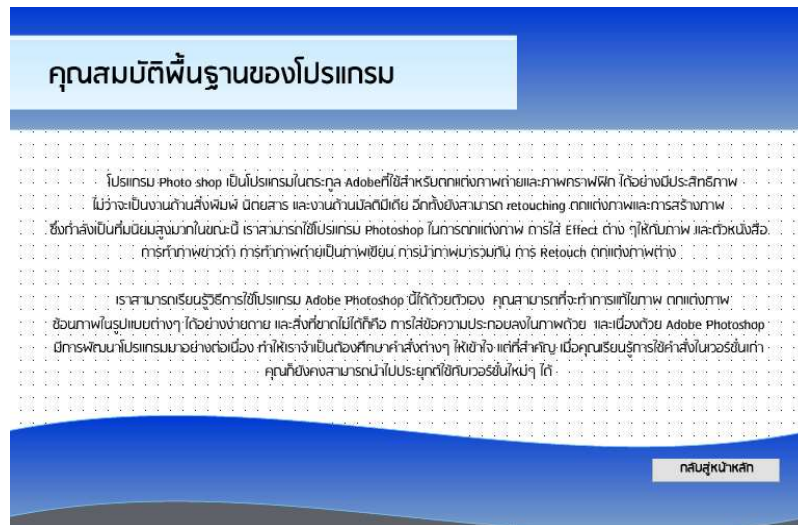 คุณสมบัติพื้นฐานของโปรแกรม
โปรแกรม Photo shop เป็นโปรแกรมในตระกูล Adobeที่ใช้สำหรับตกแต่งภาพถ่ายและภาพกราฟฟิก ได้อย่างมีประสิทธิภาพ
ไม่ว่าจะเป็นงานด้านสิ่งพิมพ์ นิตยสาร และงานด้านมัลติมีเดีย อีกทั้งยังสามารถ retouching ตกแต่งภาพและการสร้างภาพ
ซึ่งกำลังเป็นที่นิยมสูงมากในขณะนี้ เราสามารถใช้โปรแกรม Photoshop ในการตกแต่งภาพ การใส่ Effect ต่าง ๆให้กับภาพ และตัวหนังสือ
การทำภาพขาวดำ การทำภาพถ่ายเป็นภาพเขียน การนำภาพมารวมกัน การ Retouch ตกแต่งภาพต่าง
เราสามารถเรียนรู้วิธีการใช้โปรแกรม Adobe Photoshop นี้ได้ด้วยตัวเอง คุณสามารถที่จะทำการแก้ไขภาพ ตกแต่งภาพ
ซ้อนภาพในรูปแบบต่างๆ ได้อย่างง่ายดาย และสิ่งที่ขาดไม่ได้ก็คือ การใส่ข้อความประกอบลงในภาพด้วย และเนื่องด้วย Adobe Photoshop
มีการพัฒนาโปรแกรมมาอย่างต่อเนื่อง ทำให้เราจำเป็นต้องศึกษาคำสั่งต่างๆ ให้เข้าใจ แต่ที่สำคัญ เมื่อคุณเรียนรู้การใช้คำสั่งในเวอร์ชั่นเก่า
คุณก็ยังคงสามารถนำไปประยุกต์ใช้กับเวอร์ชั่นใหม่ๆ ได้
กลับสู่หน้าหลัก